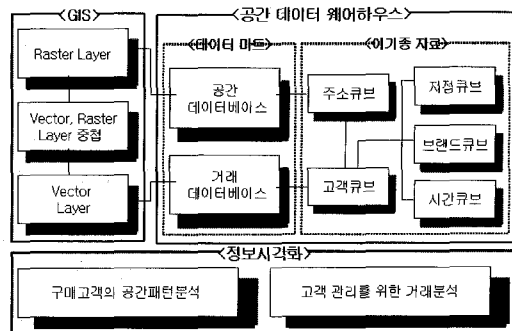 <GIS>
<공간 데이터 웨어하우스>
<데이터 마트>
<이기종 자료>
Raster Layer
Vector, Raster
Layer 중첩
Vector
Layer
공간
데이터베이스
거래
데이터베이스
주소큐브
고객큐브
지점큐브
브랜드큐브
시간큐브
<정보시각화>
구매고객의 공간패턴분석
고객 관리를 위한 거래분석